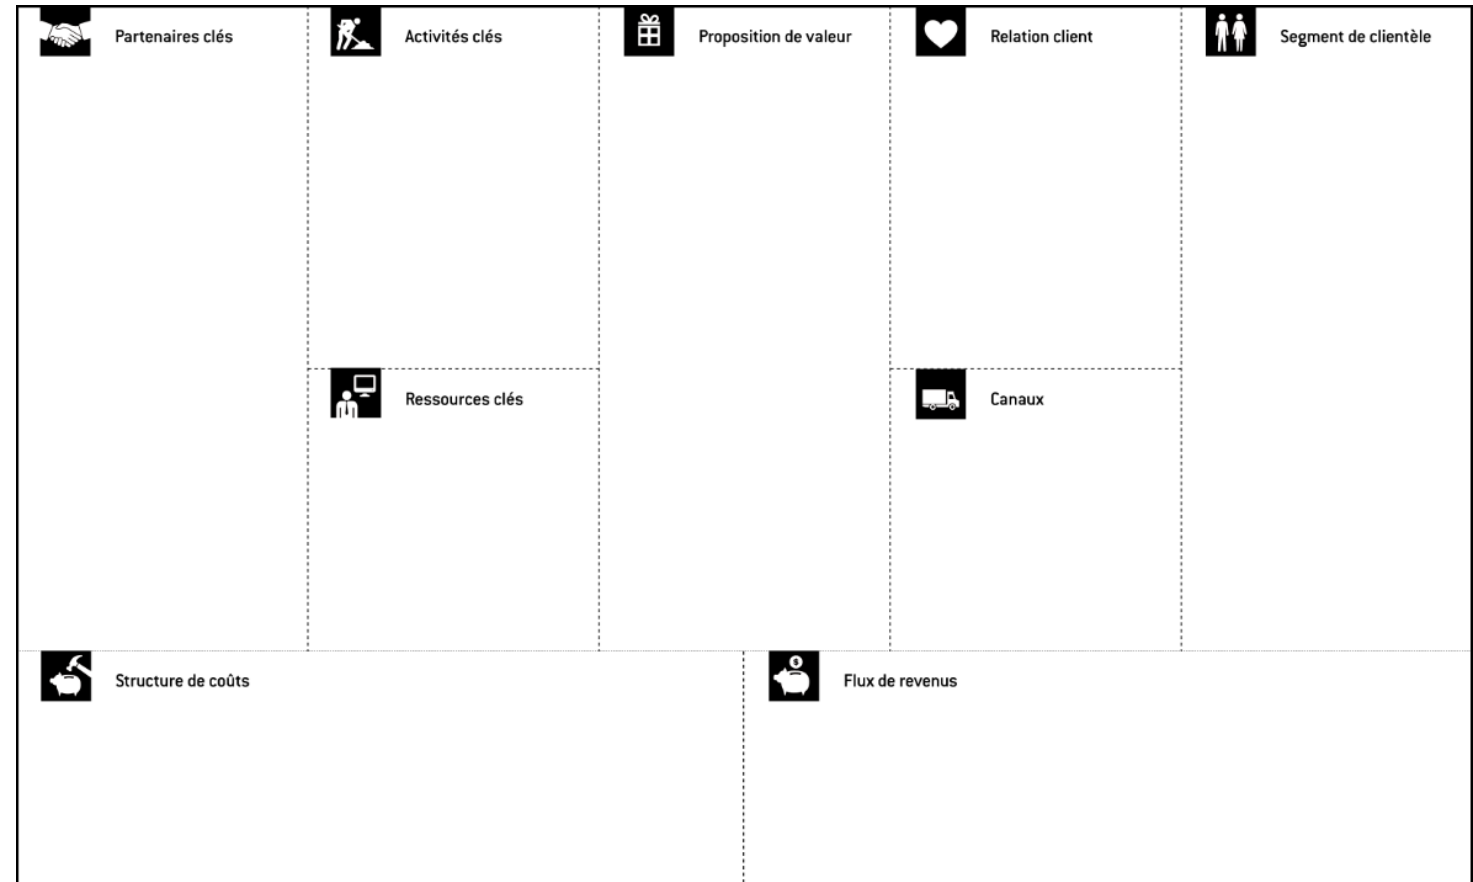 Partenaires clés
Activités clés
Proposition de valeur
Relation client
Segment de clientèle
Ressources clés
Canaux
Structure de coûts
Flux de revenus